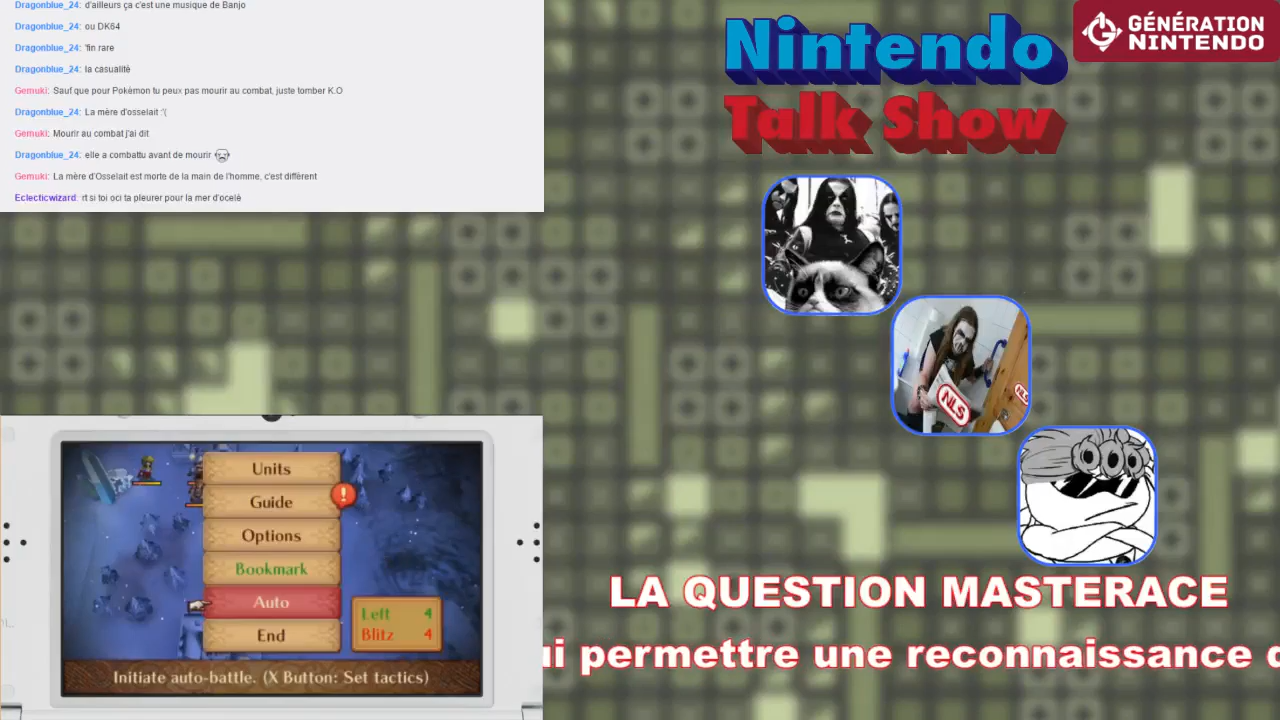 Dragonblue_24: d'ailleurs ça c'est une musique de Banjo
Dragonblue_24: ou DK64
Dragonblue_24: 'fin rare
Dragonblue_24: la casualité
Gemuki: Sauf que pour Pokémon tu peux pas mourir au combat, juste tomber K.O
Dragonblue_24: La mère d'osselait :'(
Gemuki: Mourir au combat j'ai dit
Dragonblue_24: elle a combattu avant de mourir
Gemuki: La mère d'Osselait est morte de la main de l'homme, c'est différent
Eclecticwizard: rt si toi oci ta pleurer pour la mer d'ocelé
Nintendo
Talk Show
GÉNÉRATION
NINTENDO
NLS
Units
Guide
!
Options
Bookmark
Auto
End
Left 4
Blitz 4
Initiate auto-battle. (X Button: Set tactics)
LA QUESTION MASTERACE
ui permettre une reconnaissance